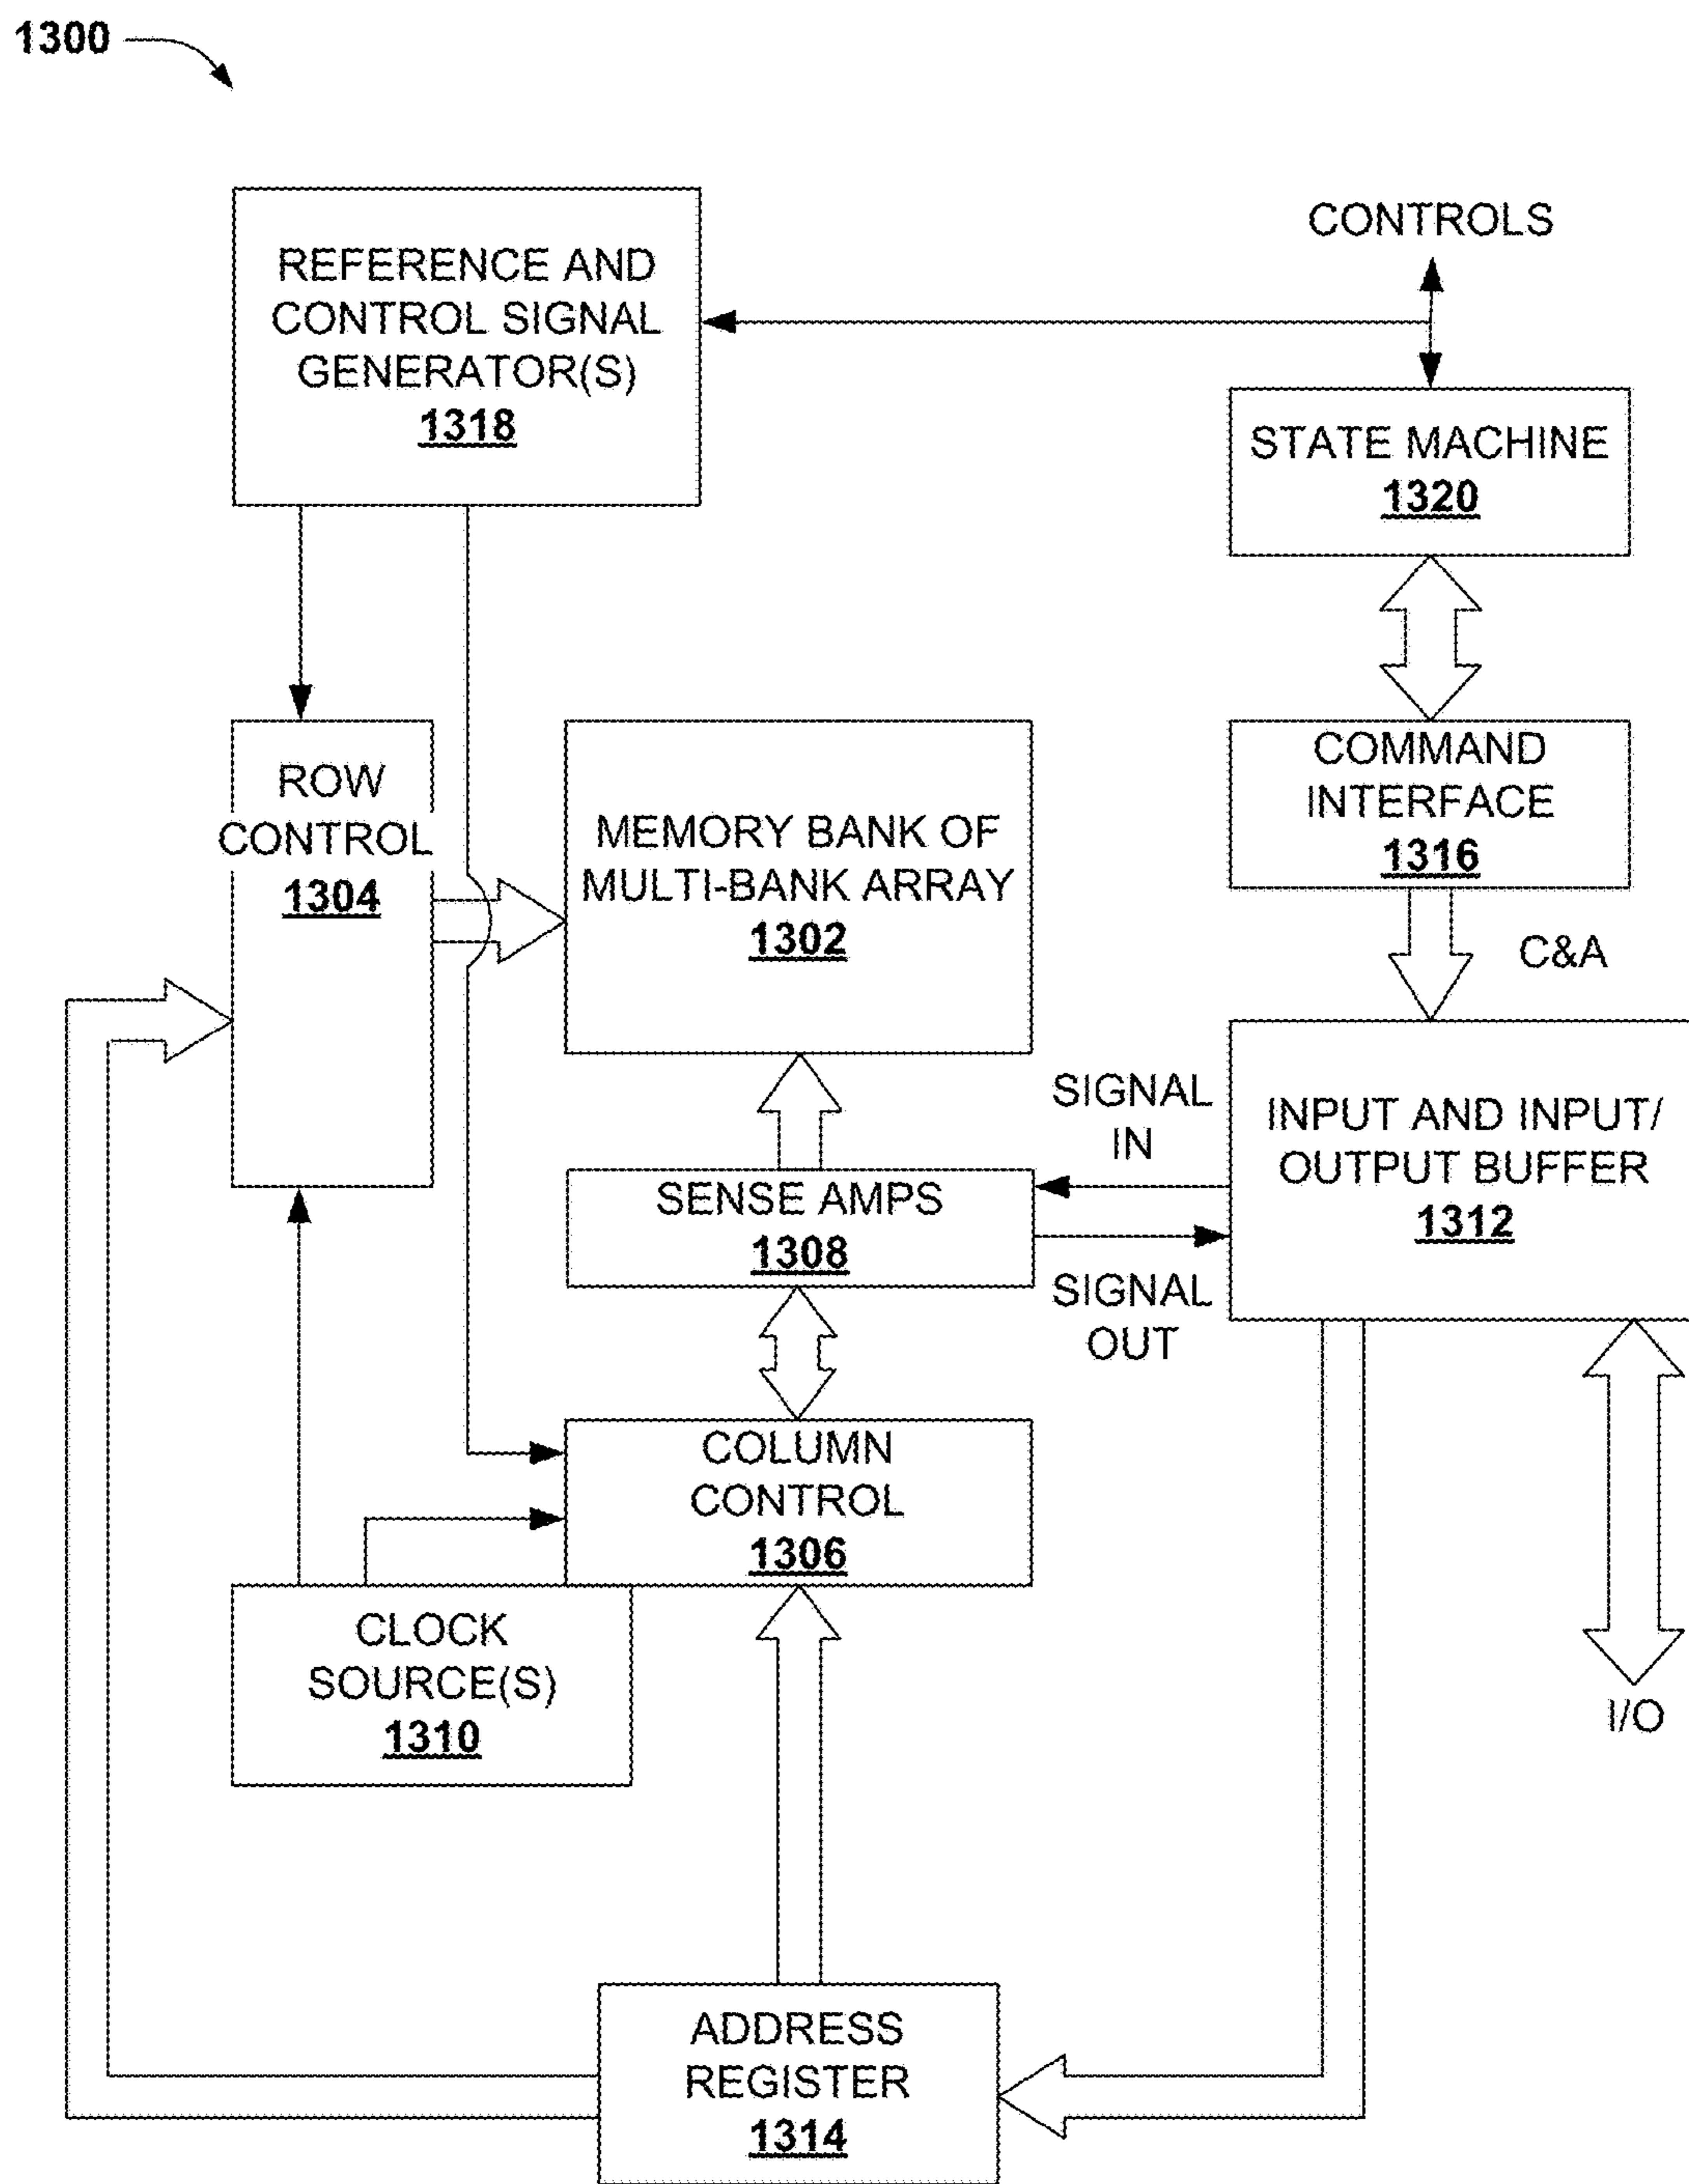 1300
REFERENCE AND
CONTROL SIGNAL
GENERATOR(S)
1318
CONTROLS
STATE MACHINE
1320
ROW
CONTROL
1304
MEMORY BANK OF
MULTI-BANK ARRAY
1302
COMMAND
INTERFACE
1316
C&A
SIGNAL
IN
INPUT AND INPUT/
OUTPUT BUFFER
1312
SENSE AMPS
1308
SIGNAL
OUT
COLUMN
CONTROL
1306
CLOCK
SOURCE(S)
1310
I/O
ADDRESS
REGISTER
1314